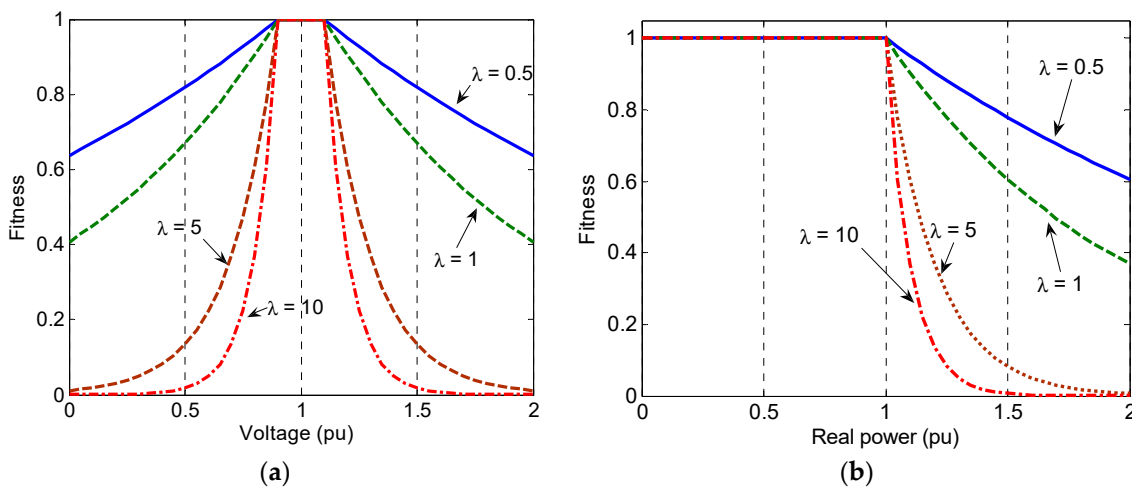 1
0.8
0.6
0.4
0.2
0
Fitness
λ = 0.5
λ = 5
λ = 1
λ = 10
0 0.5 1 1.5 2
Voltage (pu)
(a)
1
0.8
0.6
0.4
0.2
0
Fitness
λ = 0.5
λ = 10
λ = 5
λ = 1
0 0.5 1 1.5 2
Real power (pu)
(b)